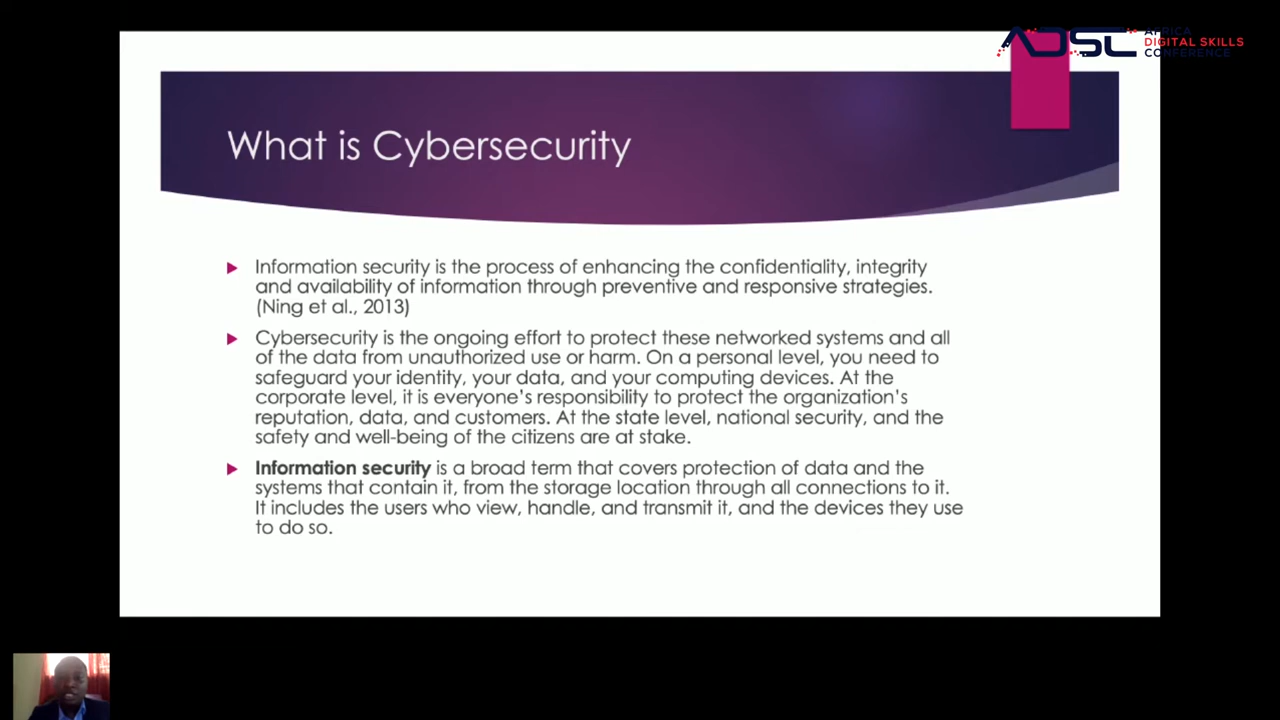 ADSC
AFRICA
DIGITAL SKILLS
CONFERENCE
What is Cybersecurity
Information security is the process of enhancing the confidentiality, integrity
and availability of information through preventive and responsive strategies.
(Ning et al., 2013)
Cybersecurity is the ongoing effort to protect these networked systems and all
of the data from unauthorized use or harm. On a personal level, you need to
safeguard your identity, your data, and your computing devices. At the
corporate level, it is everyone’s responsibility to protect the organization’s
reputation, data, and customers. At the state level, national security, and the
safety and well-being of the citizens are at stake.
Information security is a broad term that covers protection of data and the
systems that contain it, from the storage location through all connections to it.
It includes the users who view, handle, and transmit it, and the devices they use
to do so.